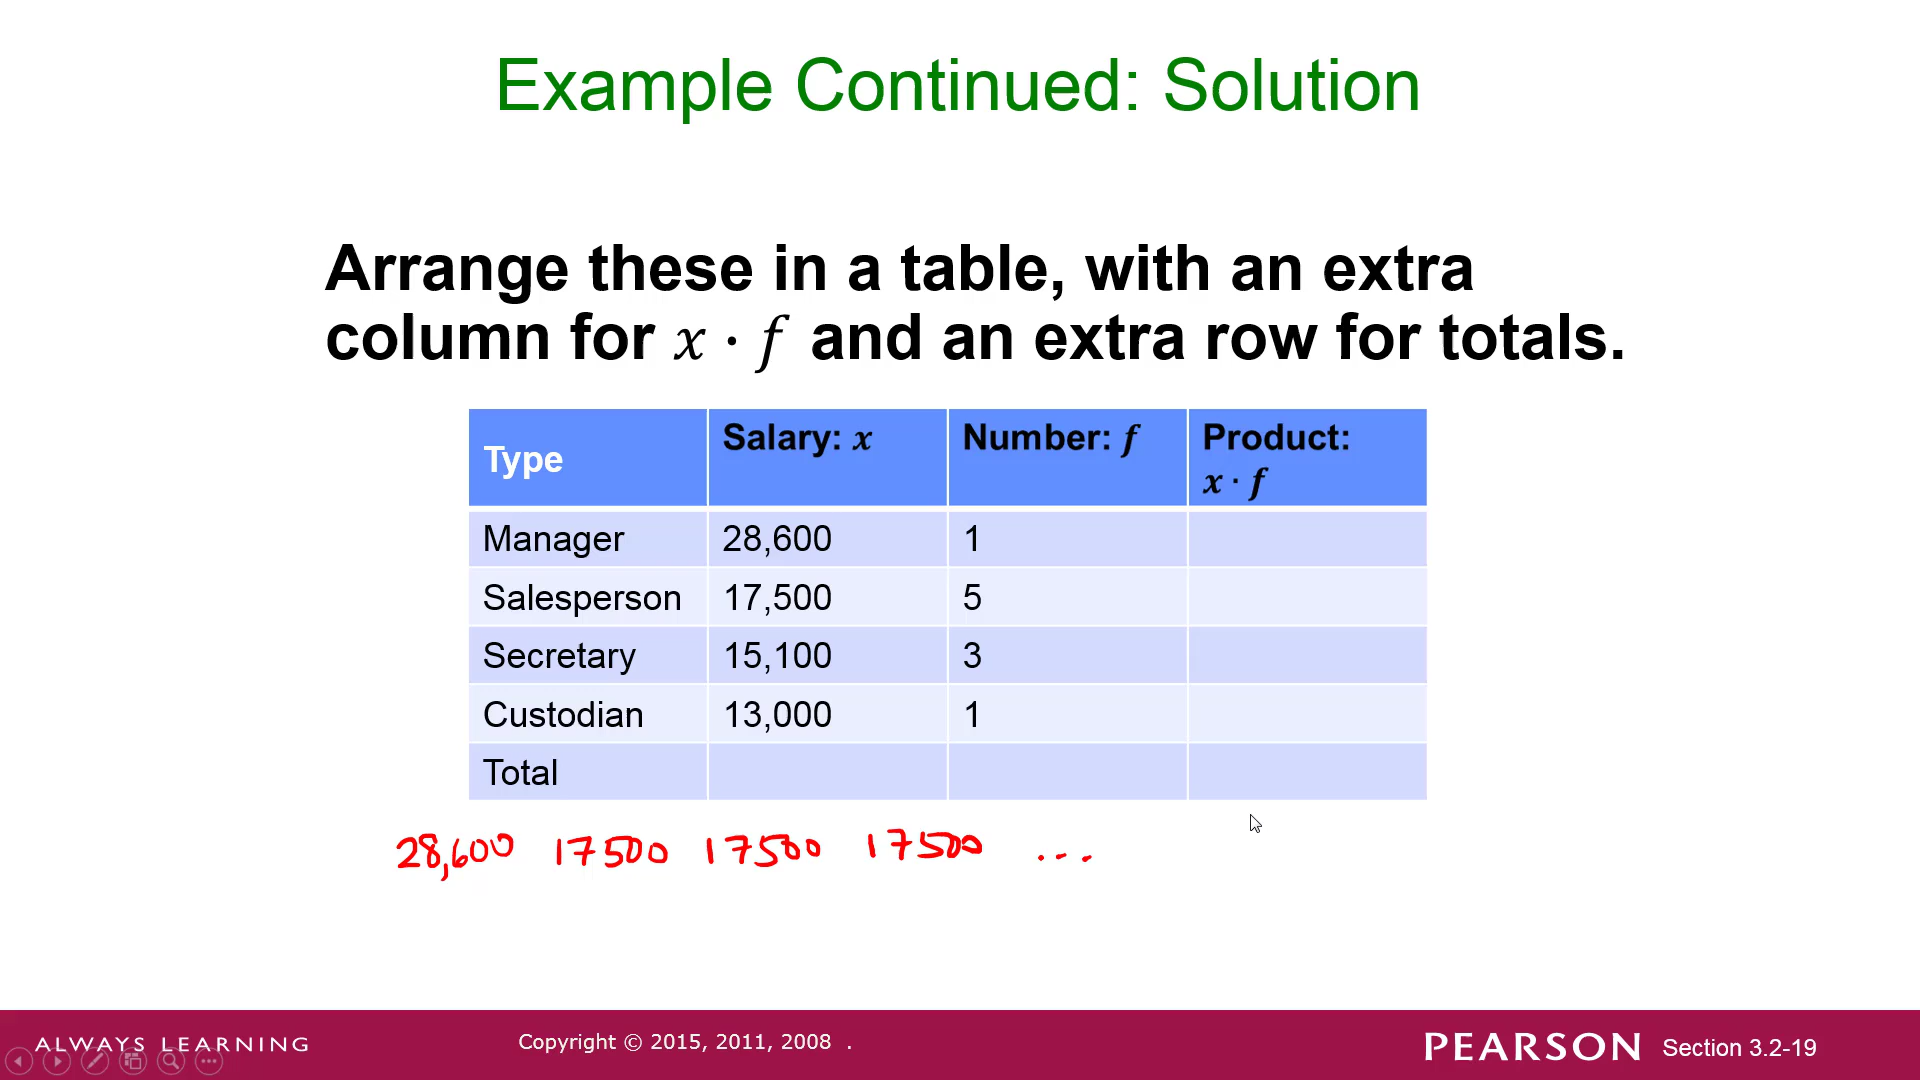 Example Continued: Solution
Arrange these in a table, with an extra
column for x · f and an extra row for totals.
Type Salary: x Number: f Product: x · f
Manager 28,600 1
Salesperson 17,500 5
Secretary 15,100 3
Custodian 13,000 1
Total
28,600 17500 17500 17500 ...
ALWAYS LEARNING Copyright © 2015, 2011, 2008 . PEARSON Section 3.2-19